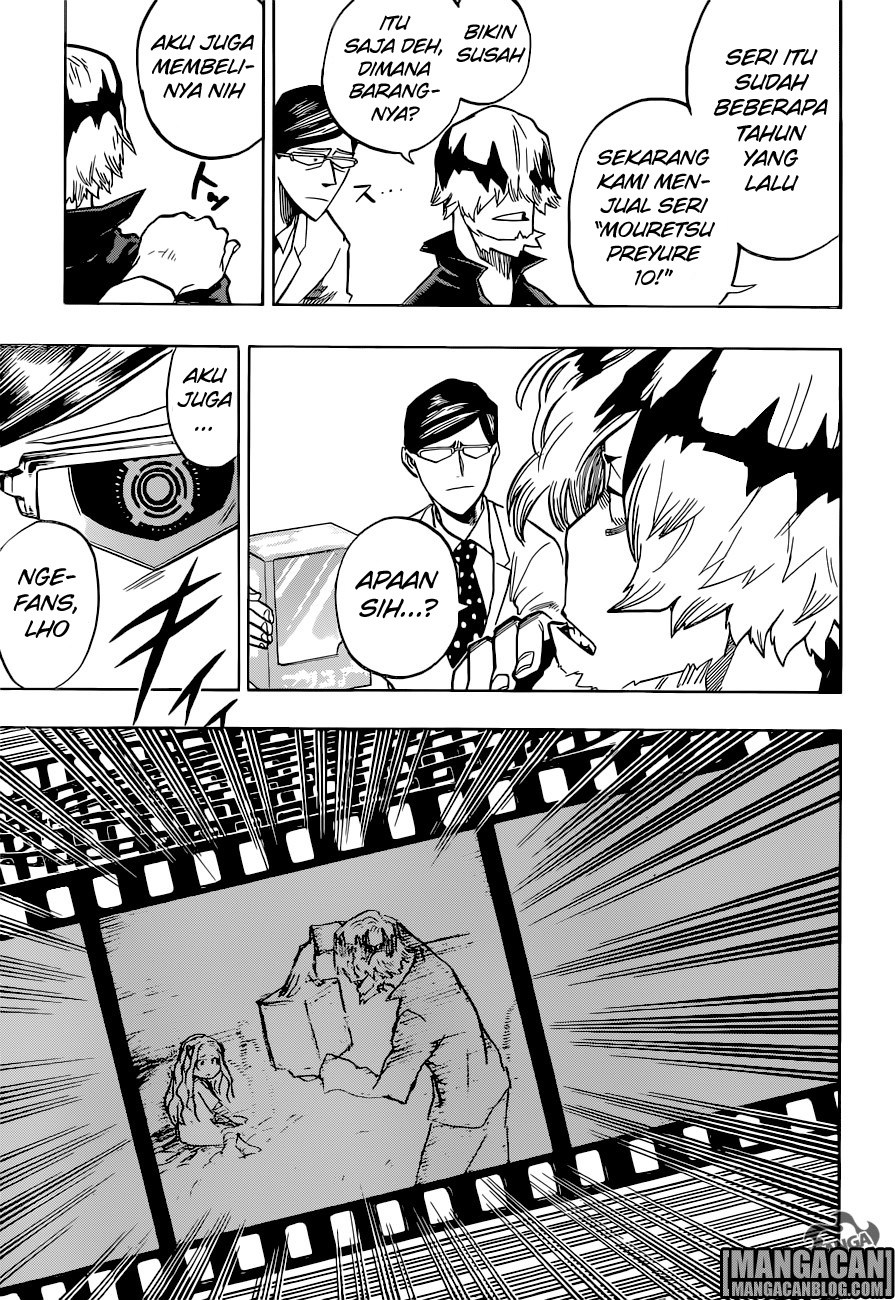 SERI ITU
SUDAH
BEBERAPA
TAHUN
YANG
LALU
SEKARANG
KAMI MEN-
JUAL SERI
"MOURETSU
PREYURE
10!"
BIKIN
SUSAH
ITU
SAJA DEH,
DIMANA
BARANG-
NYA?
ス…
AKU JUGA
MEMBELI-
NYA NIH
APAAN
SIH...?
AKU
JUGA
...
NGE-
FANS,
LHO
MANGACAN
MANGACANBLOG.COM